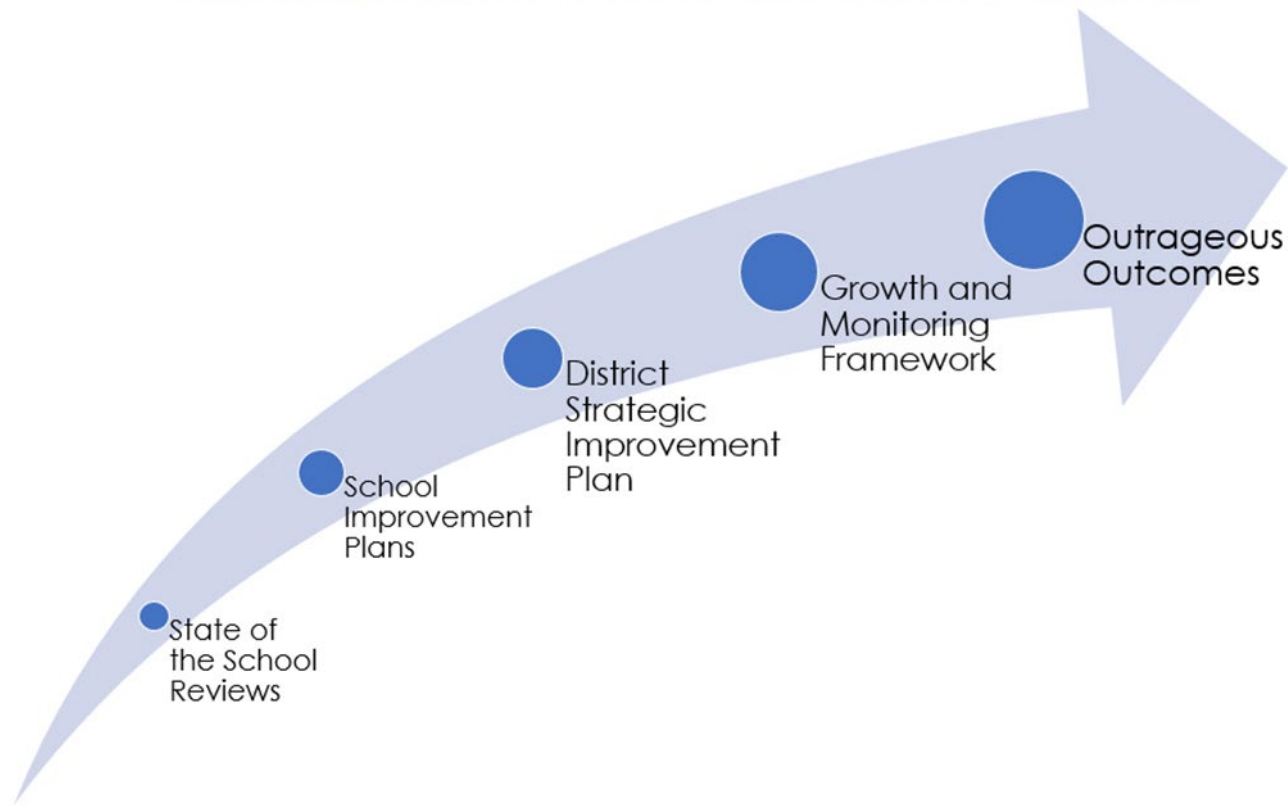 State of
the School
Reviews
School
Improvement
Plans
District
Strategic
Improvement
Plan
Growth and
Monitoring
Framework
Outrageous
Outcomes